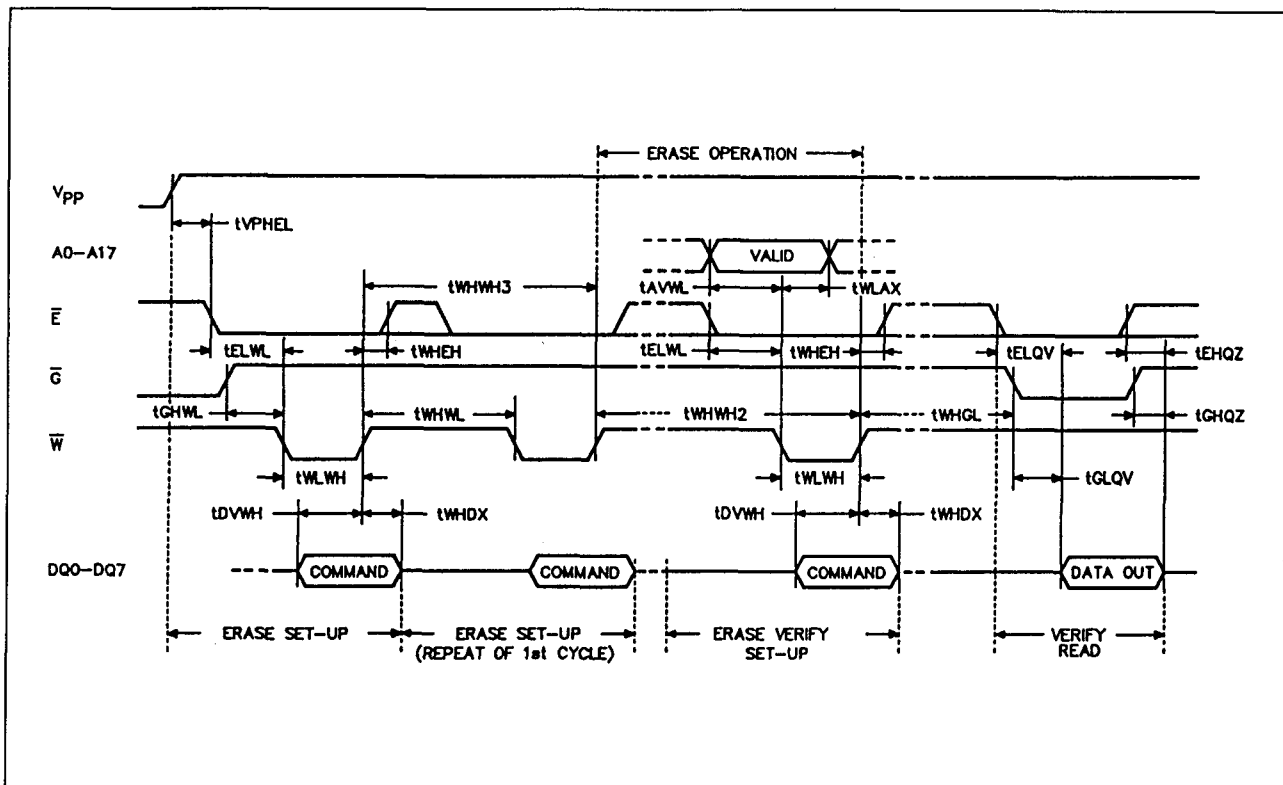 ERASE OPERATION
VPP
tVPHEL
A0-A17
VALID
tWHWH3
tAVWL
tWLAX
E
tELWL
tWHEH
tELWL
tWHEH
tELQV
tEHQZ
G
tGHWL
tWHWL
tWHWH2
tWHGL
tGHQZ
W
tWLWH
tWLWH
tGLQV
tDVWH
tWHDX
tDVWH
tWHDX
DQ0-DQ7
COMMAND
COMMAND
COMMAND
DATA OUT
ERASE SET-UP
ERASE SET-UP
(REPEAT OF 1st CYCLE)
ERASE VERIFY
SET-UP
VERIFY
READ